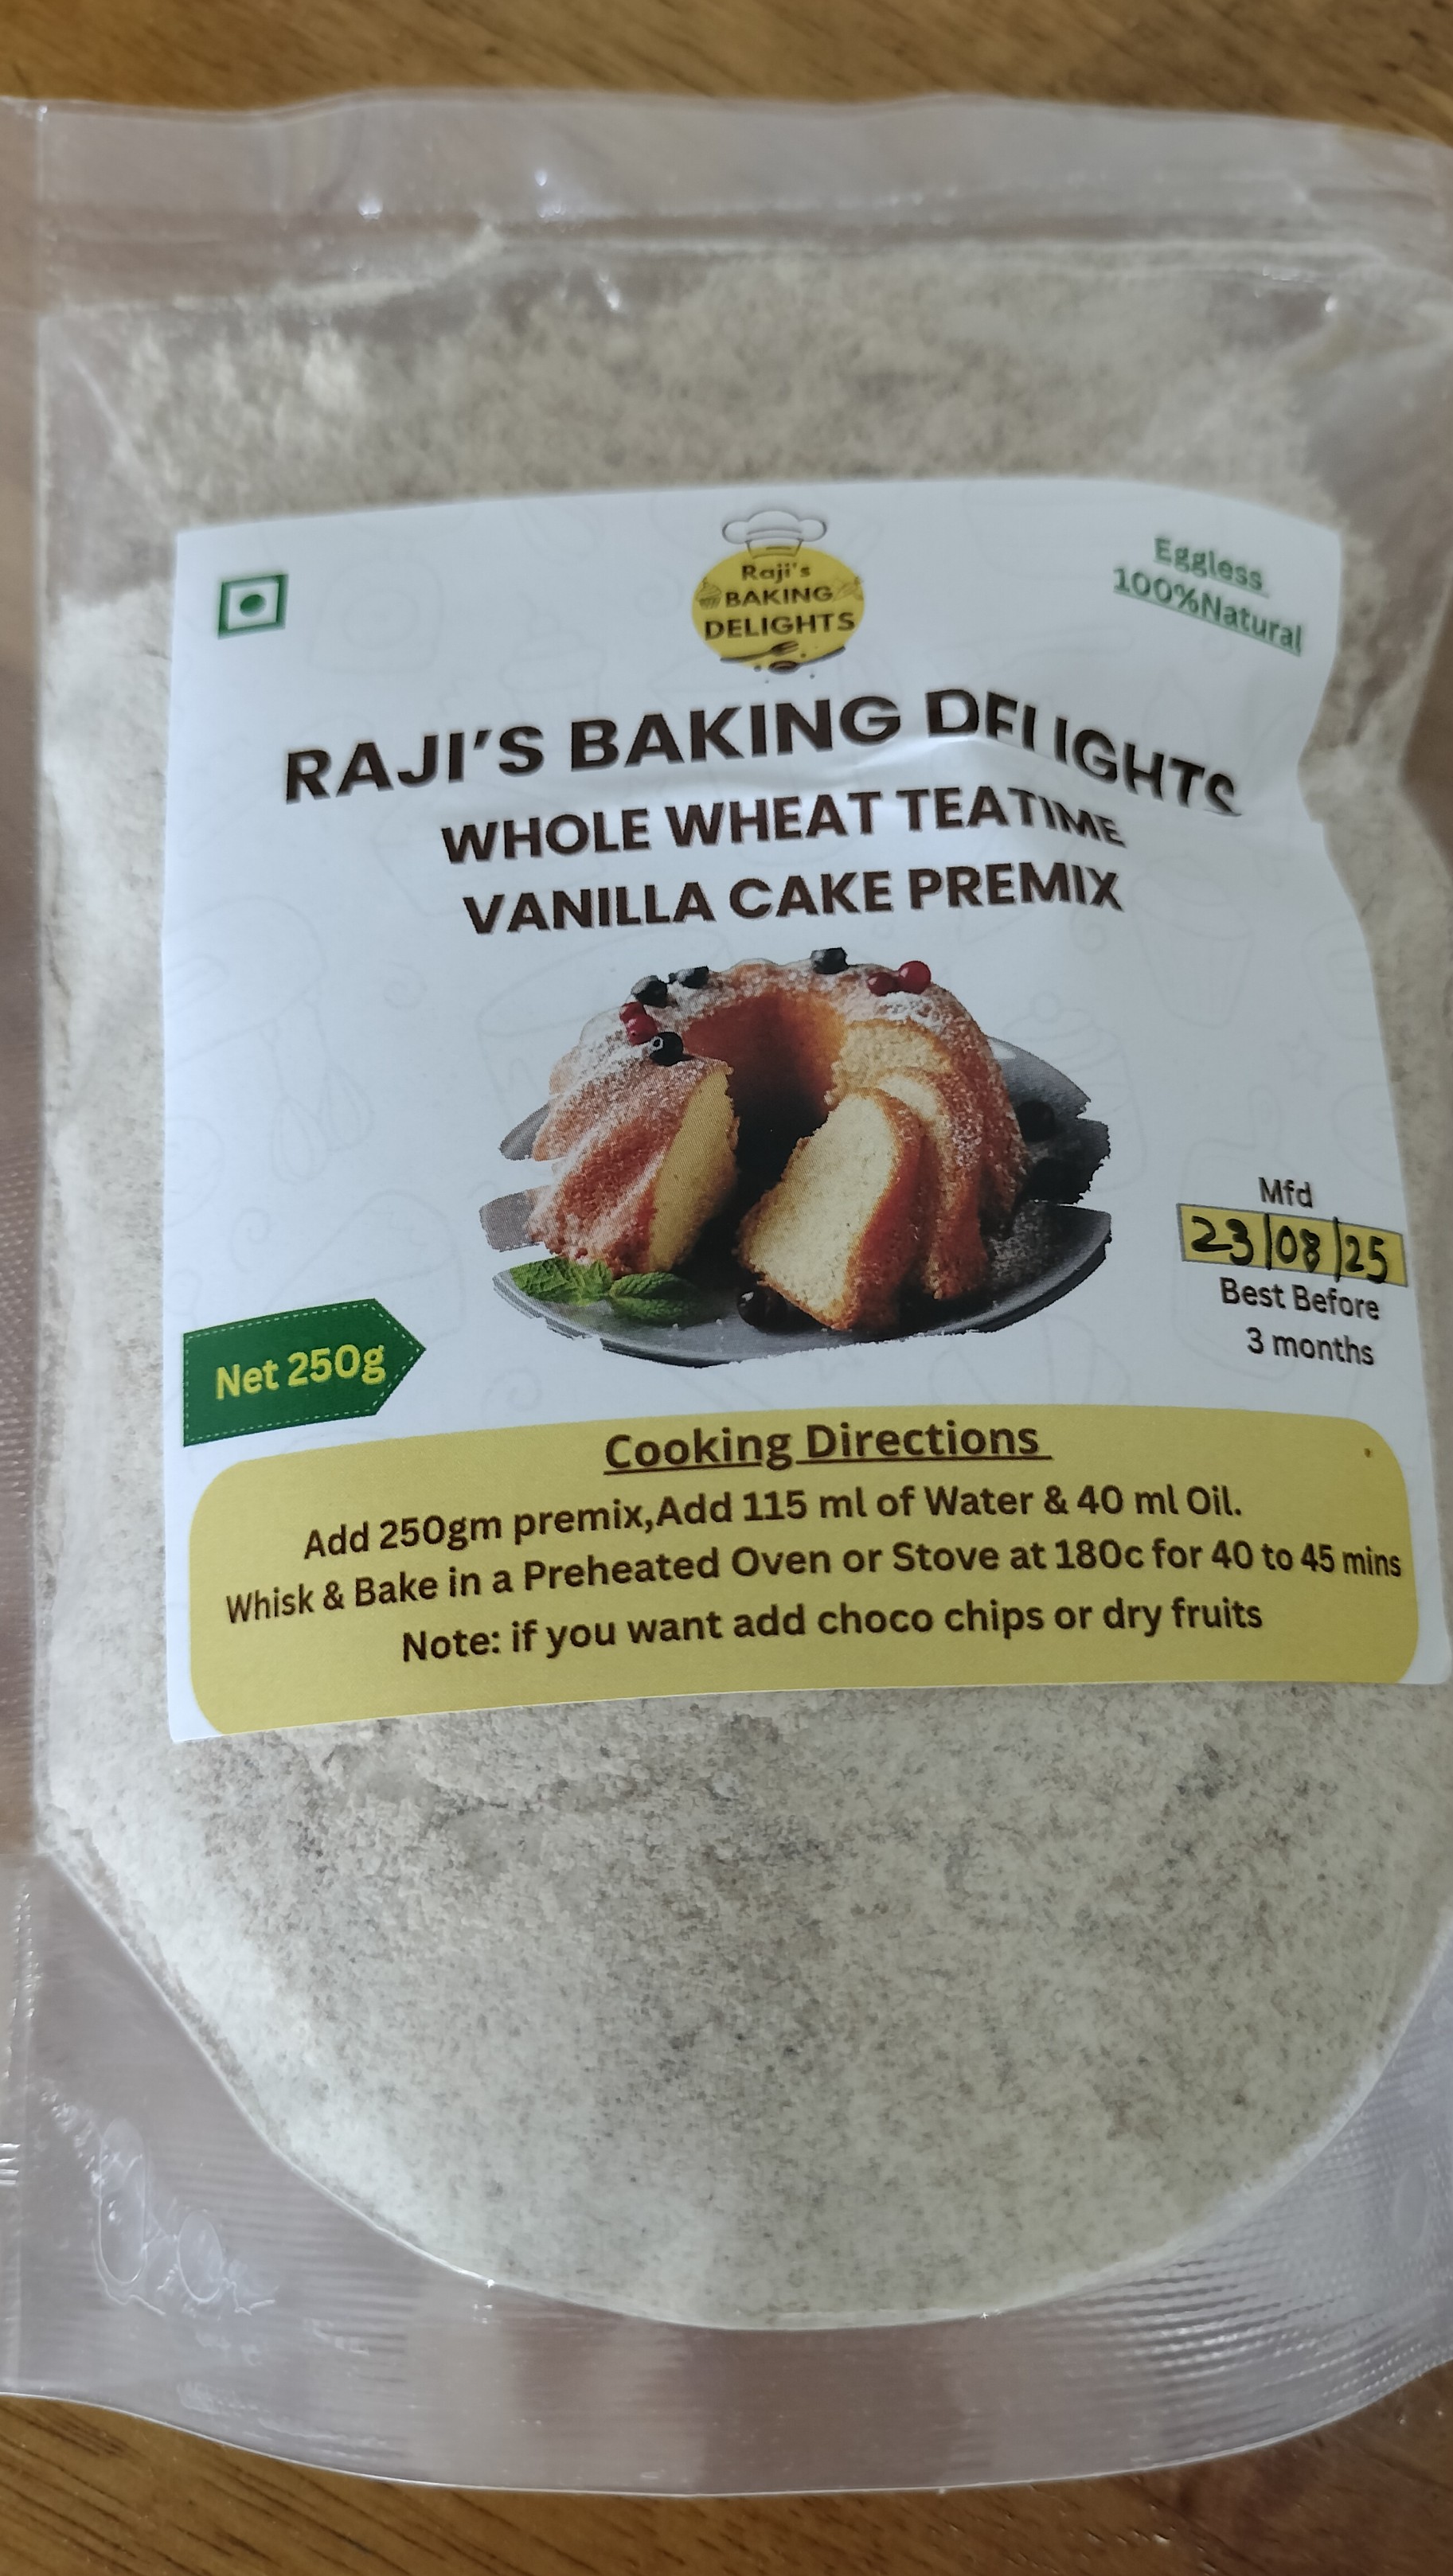 Raji's
BAKING
DELIGHTS
Eggless
100%Natural
RAJI'S BAKING DELIGHTS
WHOLE WHEAT TEATIME
VANILLA CAKE PREMIX
Mfd
23/08/25
Best Before
3 months
Net 250g
Cooking Directions
Add 250gm premix,Add 115 ml of Water & 40 ml Oil.
Whisk & Bake in a Preheated Oven or Stove at 180c for 40 to 45 mins
Note: if you want add choco chips or dry fruits